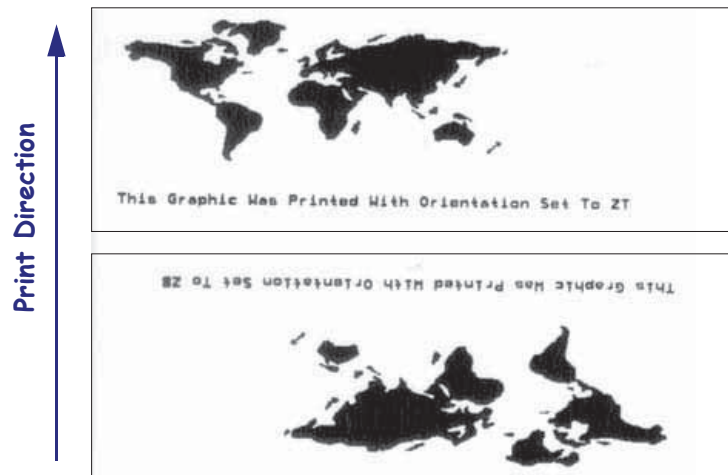 Print Direction
This Graphic Was Printed With Orientation Set To ZT
This Graphic Was Printed With Orientation Set To ZB